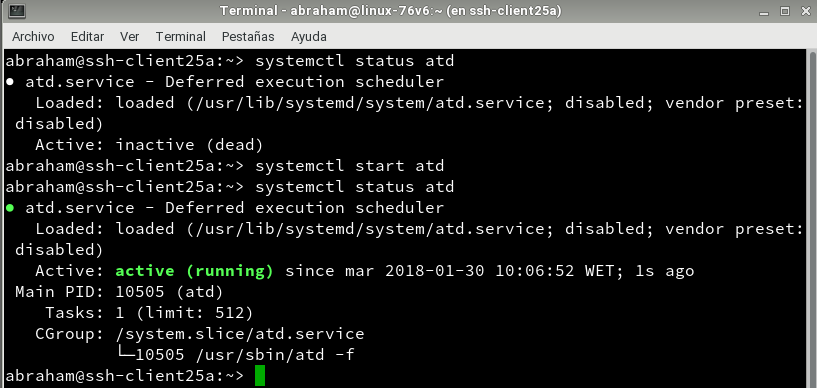 Terminal - abraham@linux-76v6:~ (en ssh-client25a)
Archivo Editar Ver Terminal Pestañas Ayuda
abraham@ssh-client25a:~> systemctl status atd
● atd.service - Deferred execution scheduler
   Loaded: loaded (/usr/lib/systemd/system/atd.service; disabled; vendor preset:
 disabled)
   Active: inactive (dead)
abraham@ssh-client25a:~> systemctl start atd
abraham@ssh-client25a:~> systemctl status atd
● atd.service - Deferred execution scheduler
   Loaded: loaded (/usr/lib/systemd/system/atd.service; disabled; vendor preset:
 disabled)
   Active: active (running) since mar 2018-01-30 10:06:52 WET; 1s ago
 Main PID: 10505 (atd)
    Tasks: 1 (limit: 512)
   CGroup: /system.slice/atd.service
           └─10505 /usr/sbin/atd -f
abraham@ssh-client25a:~>